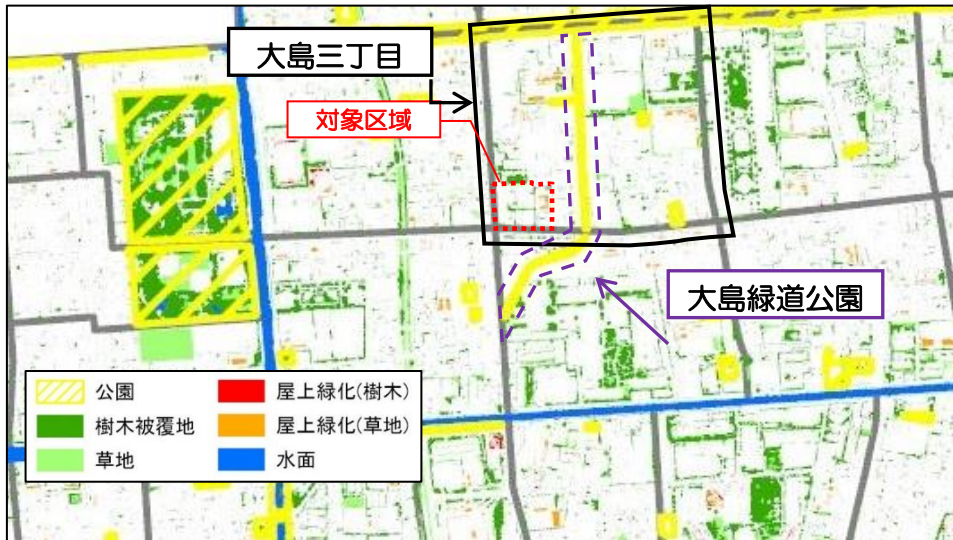 大島三丁目
対象区域
大島緑道公園
公園
樹木被覆地
草地
屋上緑化(樹木)
屋上緑化(草地)
水面